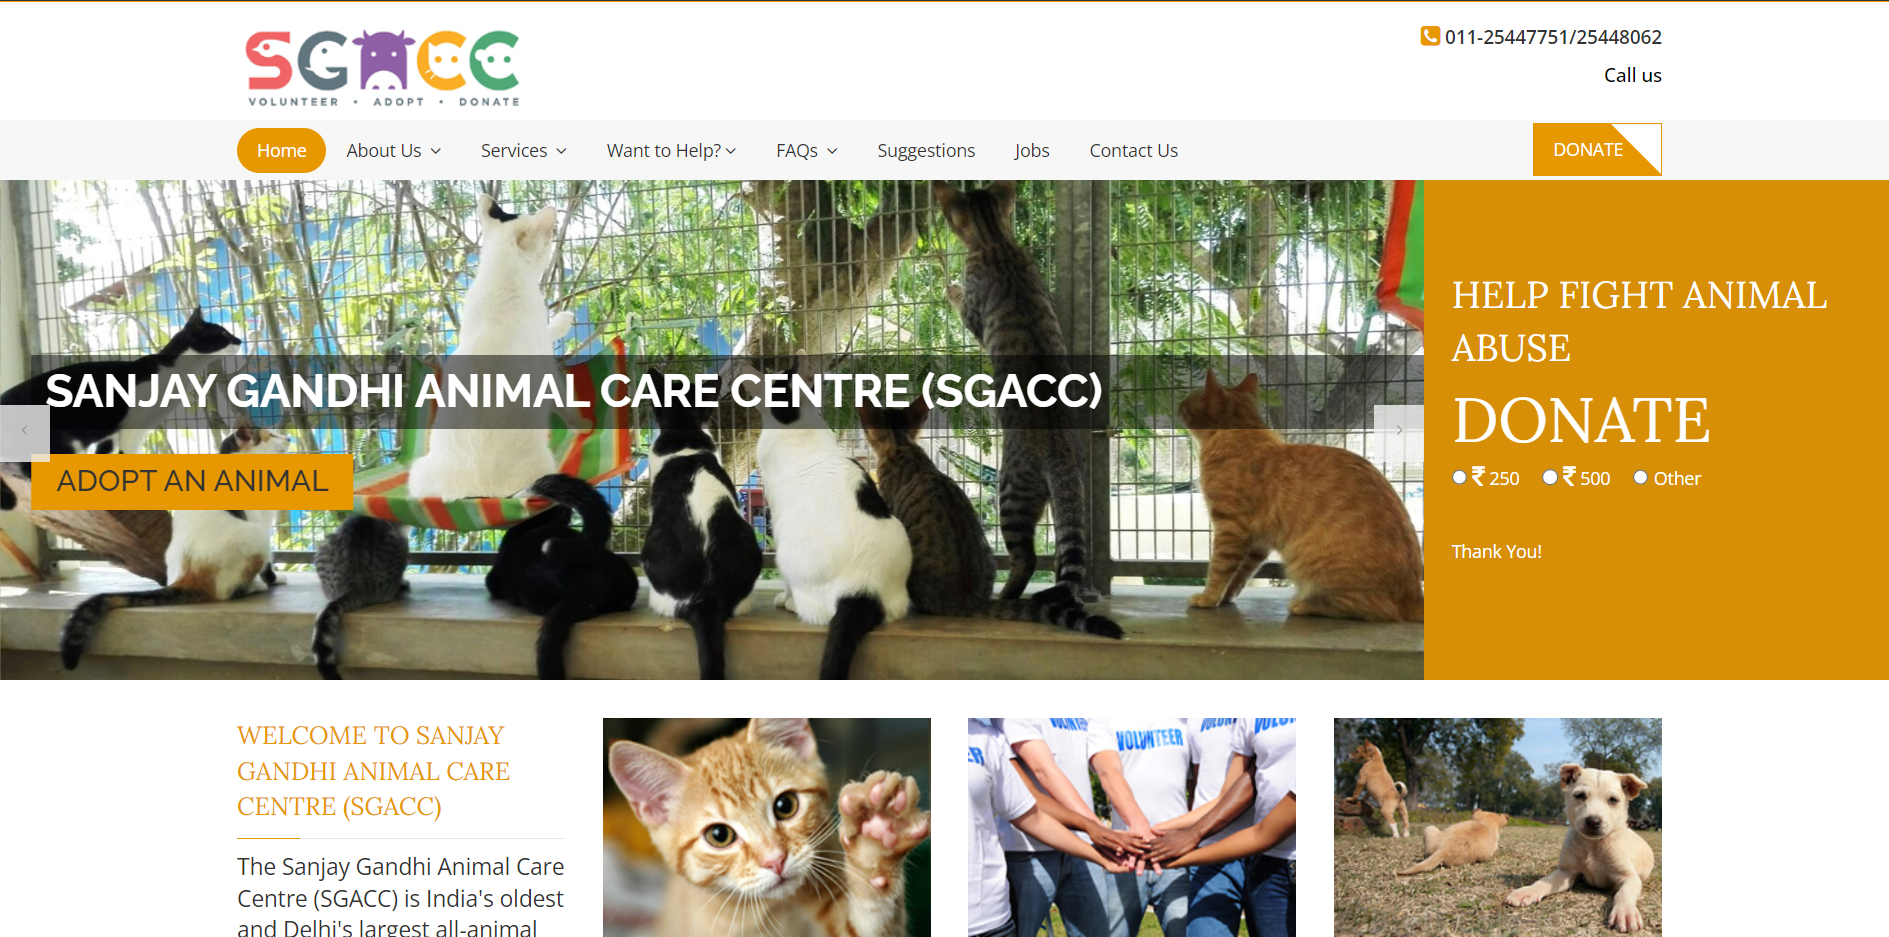 SGACC
VOLUNTEER • ADOPT • DONATE
011-25447751/25448062
Call us
Home About Us Services Want to Help? FAQs Suggestions Jobs Contact Us DONATE
SANJAY GANDHI ANIMAL CARE CENTRE (SGACC)
ADOPT AN ANIMAL
HELP FIGHT ANIMAL
ABUSE
DONATE
₹ 250 ₹ 500 Other
Thank You!
WELCOME TO SANJAY
GANDHI ANIMAL CARE
CENTRE (SGACC)
The Sanjay Gandhi Animal Care
Centre (SGACC) is India's oldest
and Delhi's largest all-animal
VOLUNTEER